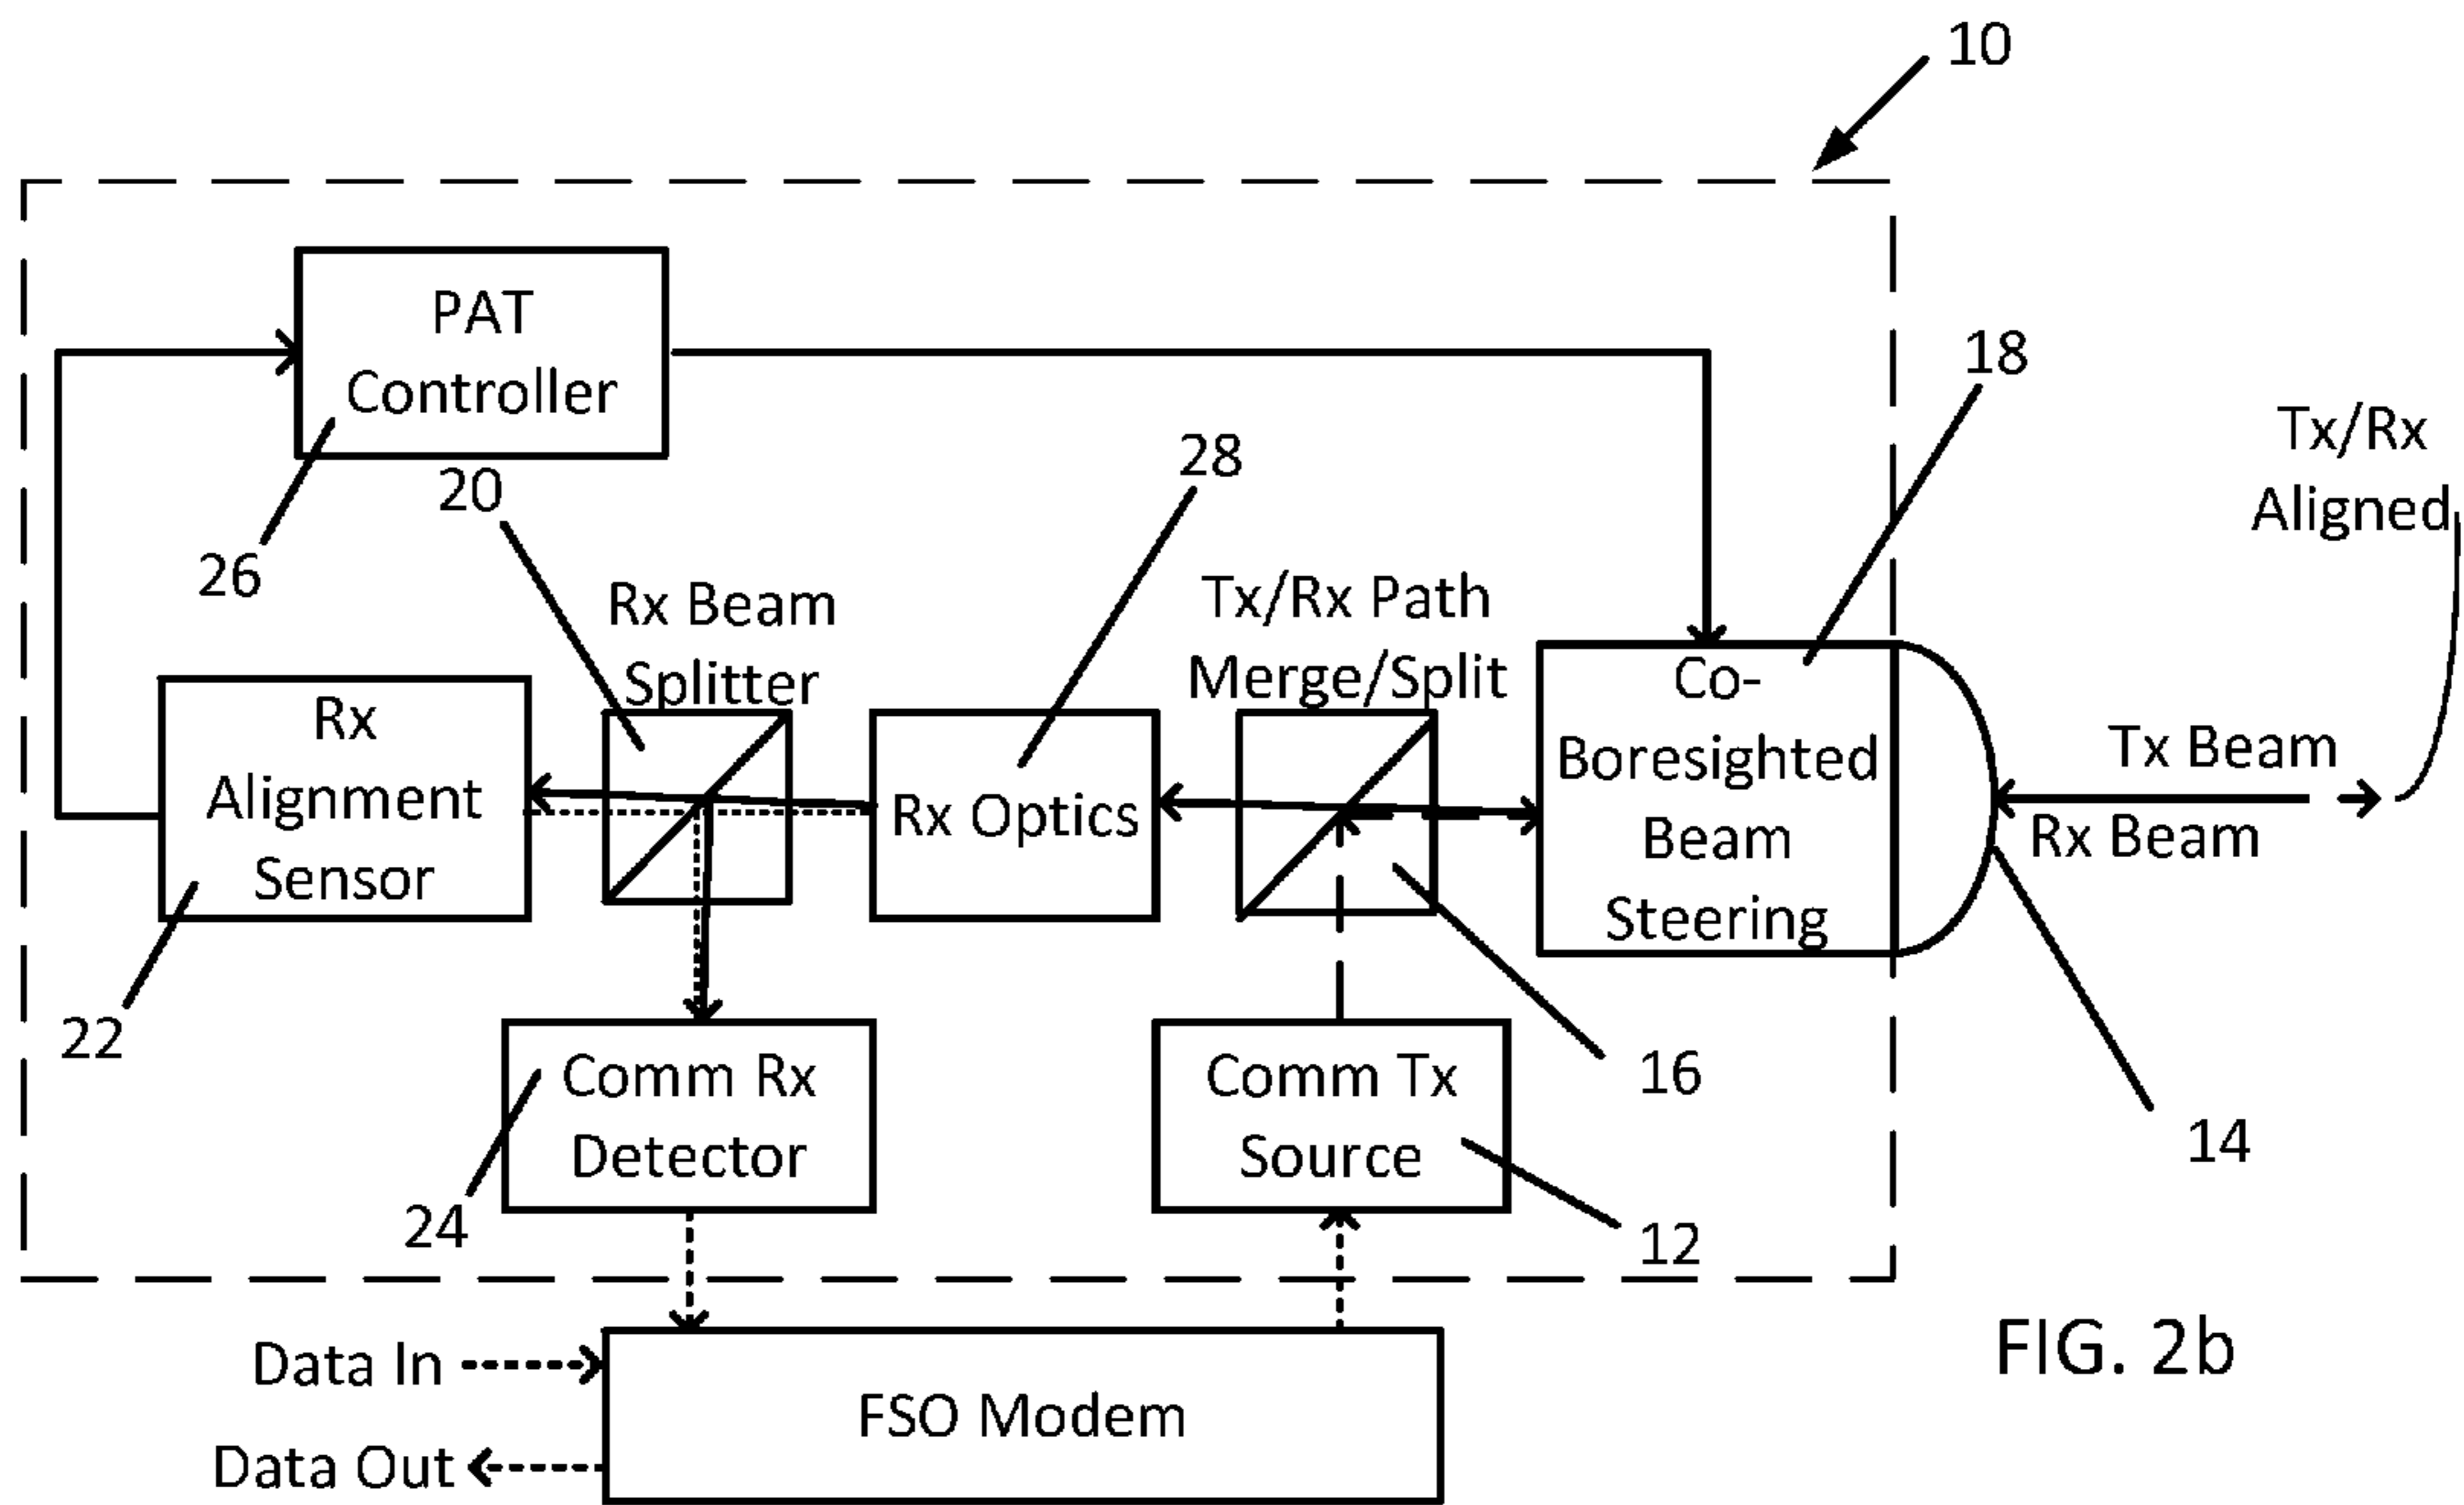 10
PAT
Controller
18
Tx/Rx
Aligned
28
20
26
Rx Beam
Splitter
Tx/Rx Path
Merge/Split
Co-
Boresighted
Beam
Steering
Rx
Alignment
Sensor
Rx Optics
Tx Beam
Rx Beam
22
Comm Rx
Detector
Comm Tx
Source
16
14
24
12
Data In
Data Out
FSO Modem
FIG. 2b